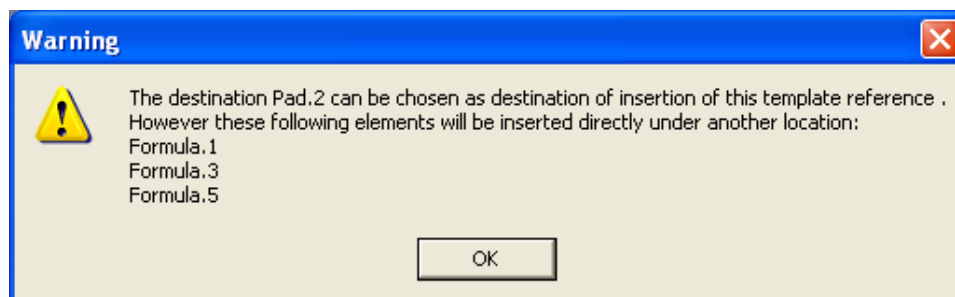 Warning
The destination Pad.2 can be chosen as destination of insertion of this template reference .
However these following elements will be inserted directly under another location:
Formula.1
Formula.3
Formula.5
OK